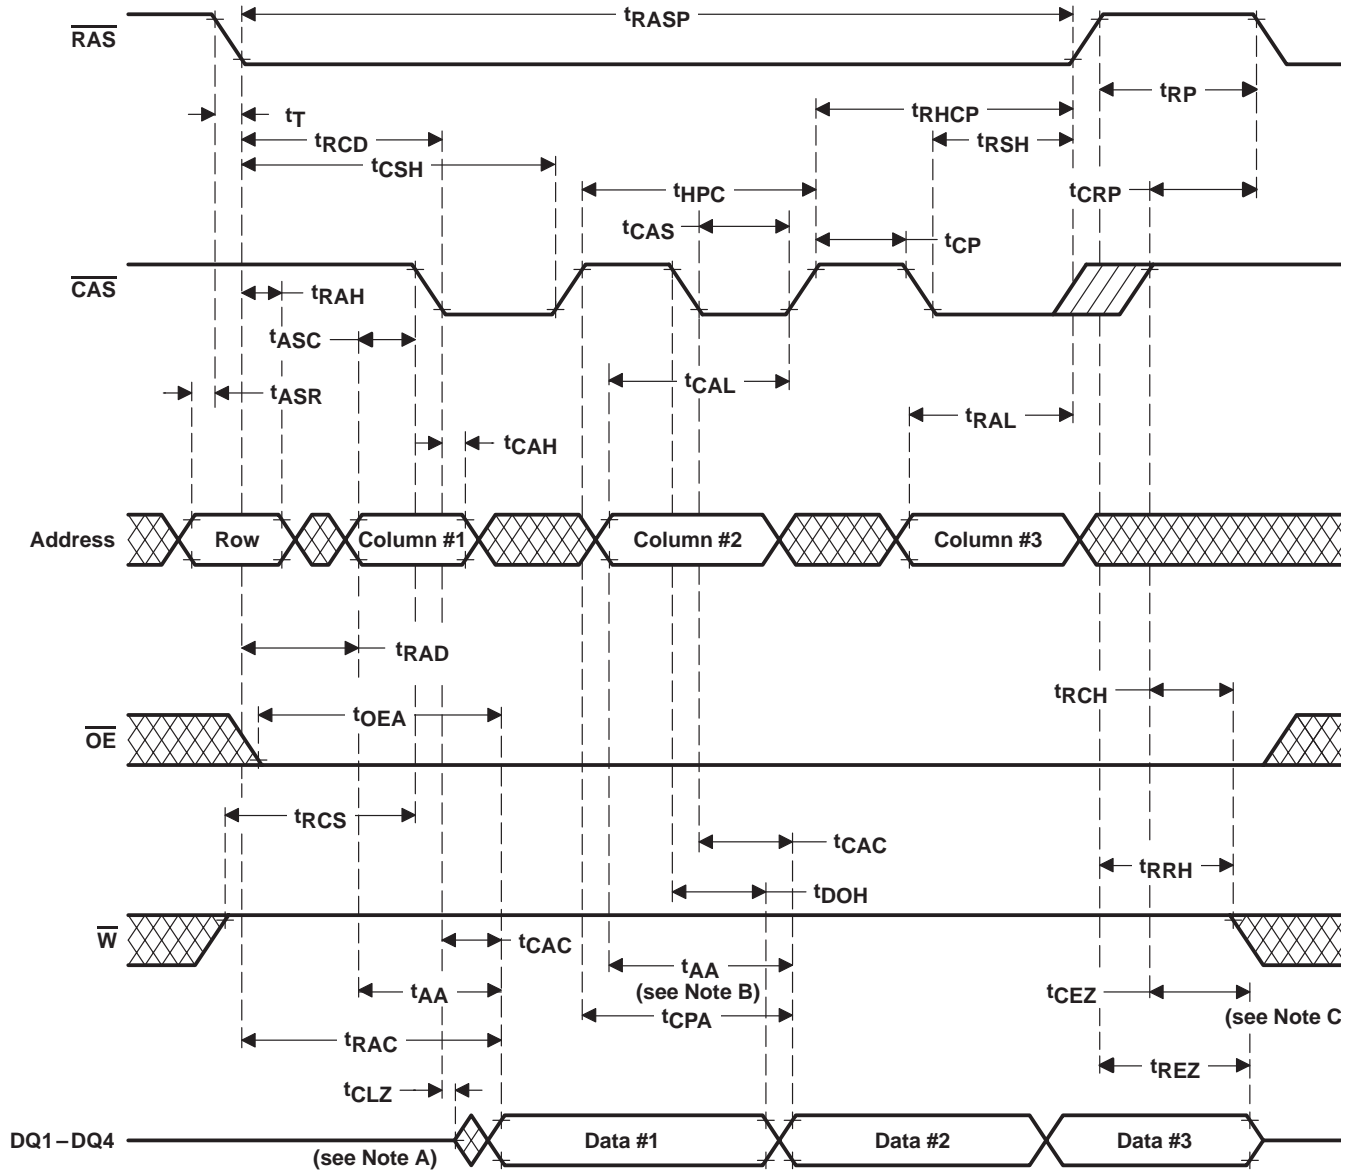 tRASP
RAS
tRP
tT
tRHCP
tRCD
tRSH
tCSH
tHPC
tCRP
tCAS
tCP
CAS
tRAH
tASC
tCAL
tASR
tRAL
tCAH
Address
Row
Column #1
Column #2
Column #3
tRAD
tRCH
tOEA
OE
tRCS
tCAC
tRRH
tDOH
W
tCAC
tAA
tAA
(see Note B)
tCEZ
(see Note C
tCPA
tRAC
tREZ
tCLZ
DQ1–DQ4
(see Note A)
Data #1
Data #2
Data #3